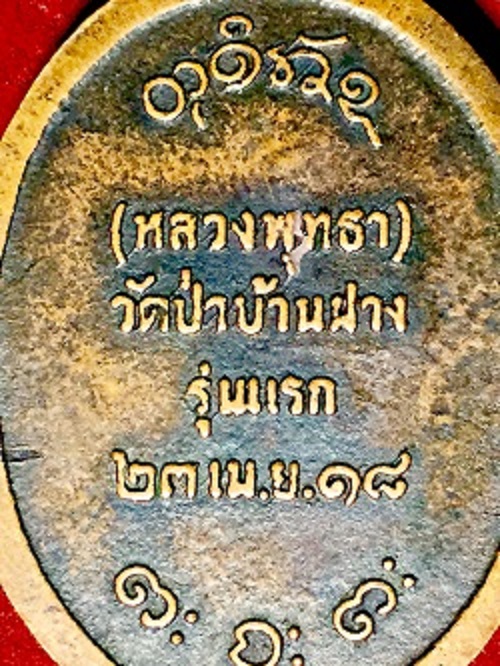 (หลวงพุทธา)
วัดป่าบ้านฝาง
รุ่นแรก
๒๓ เม.ย.๑๘